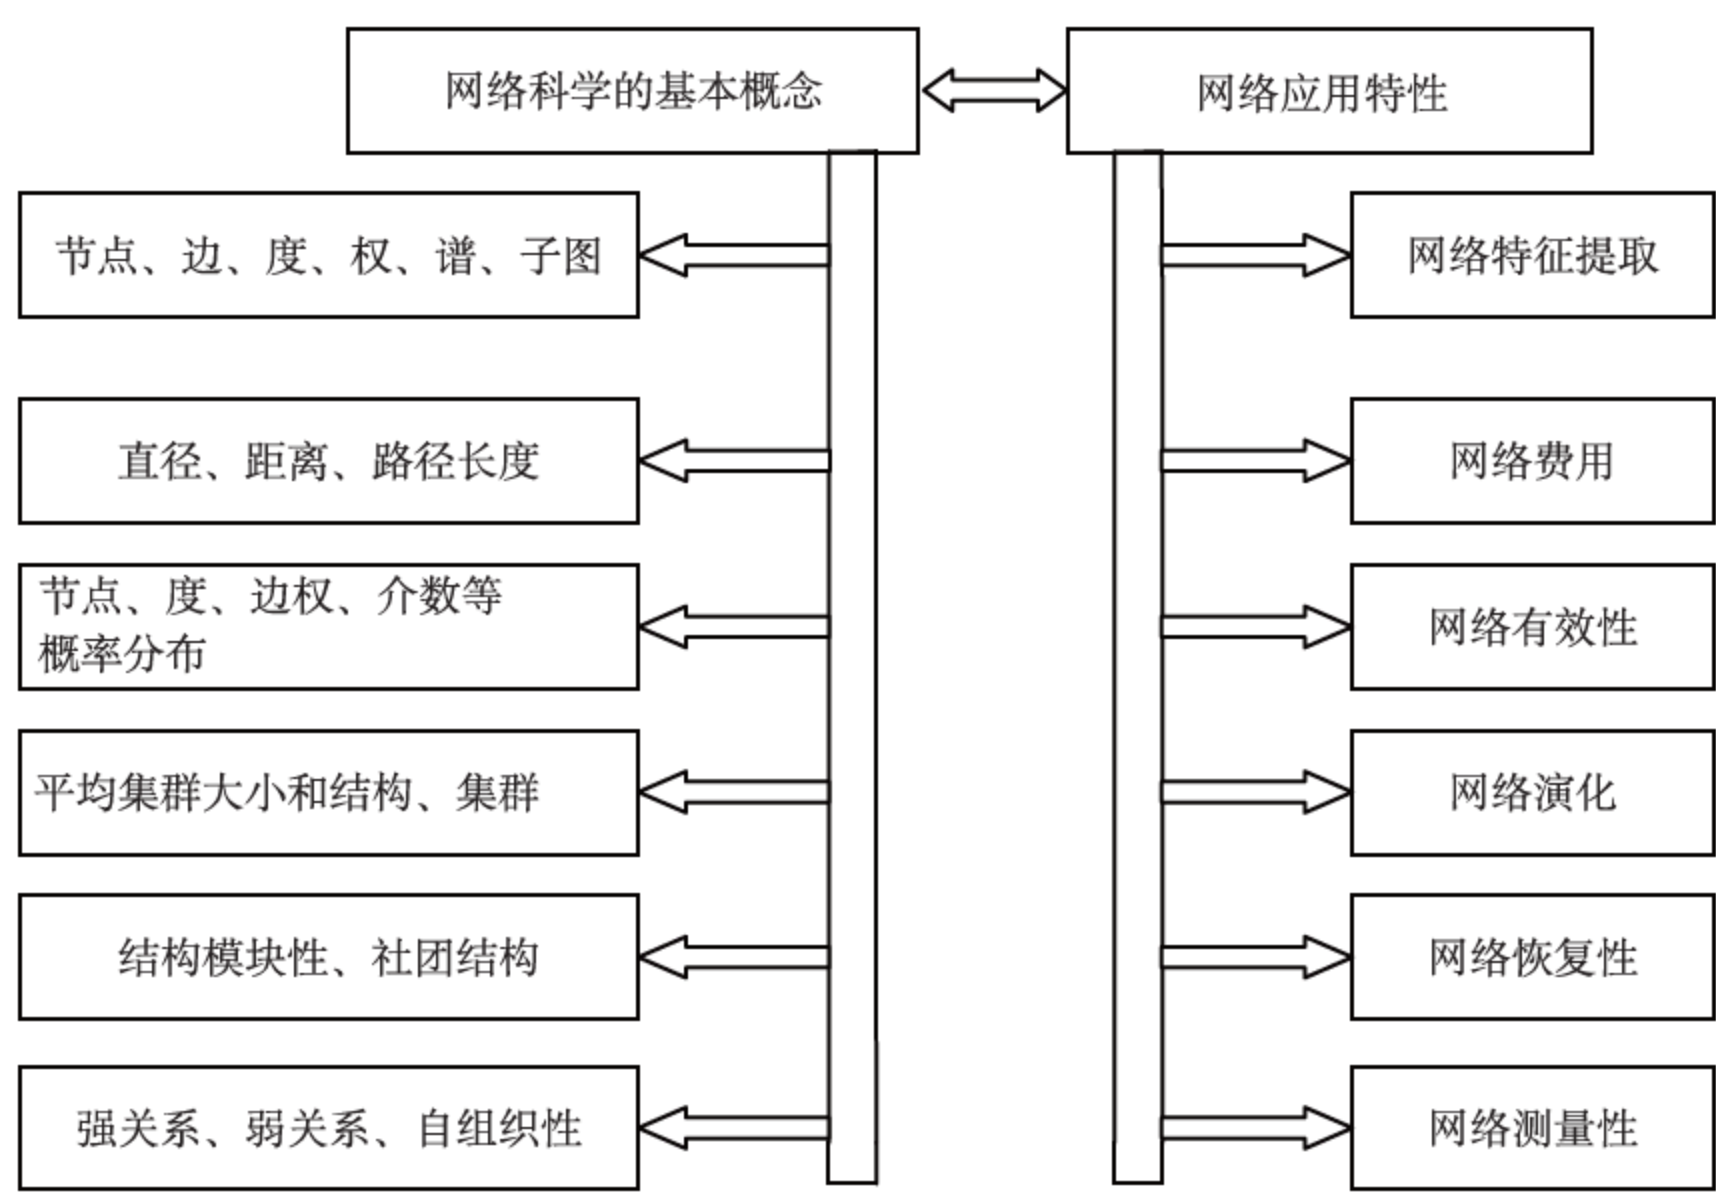 网络科学的基本概念
网络应用特性
节点、边、度、权、谱、子图
网络特征提取
直径、距离、路径长度
网络费用
节点、度、边权、介数等
概率分布
网络有效性
平均集群大小和结构、集群
网络演化
结构模块性、社团结构
网络恢复性
强关系、弱关系、自组织性
网络测量性